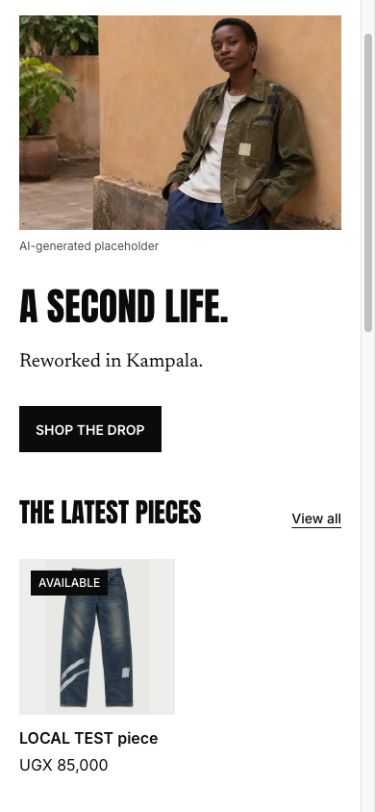 AI-generated placeholder
A SECOND LIFE.
Reworked in Kampala.
SHOP THE DROP
THE LATEST PIECES
View all
AVAILABLE
LOCAL TEST piece
UGX 85,000